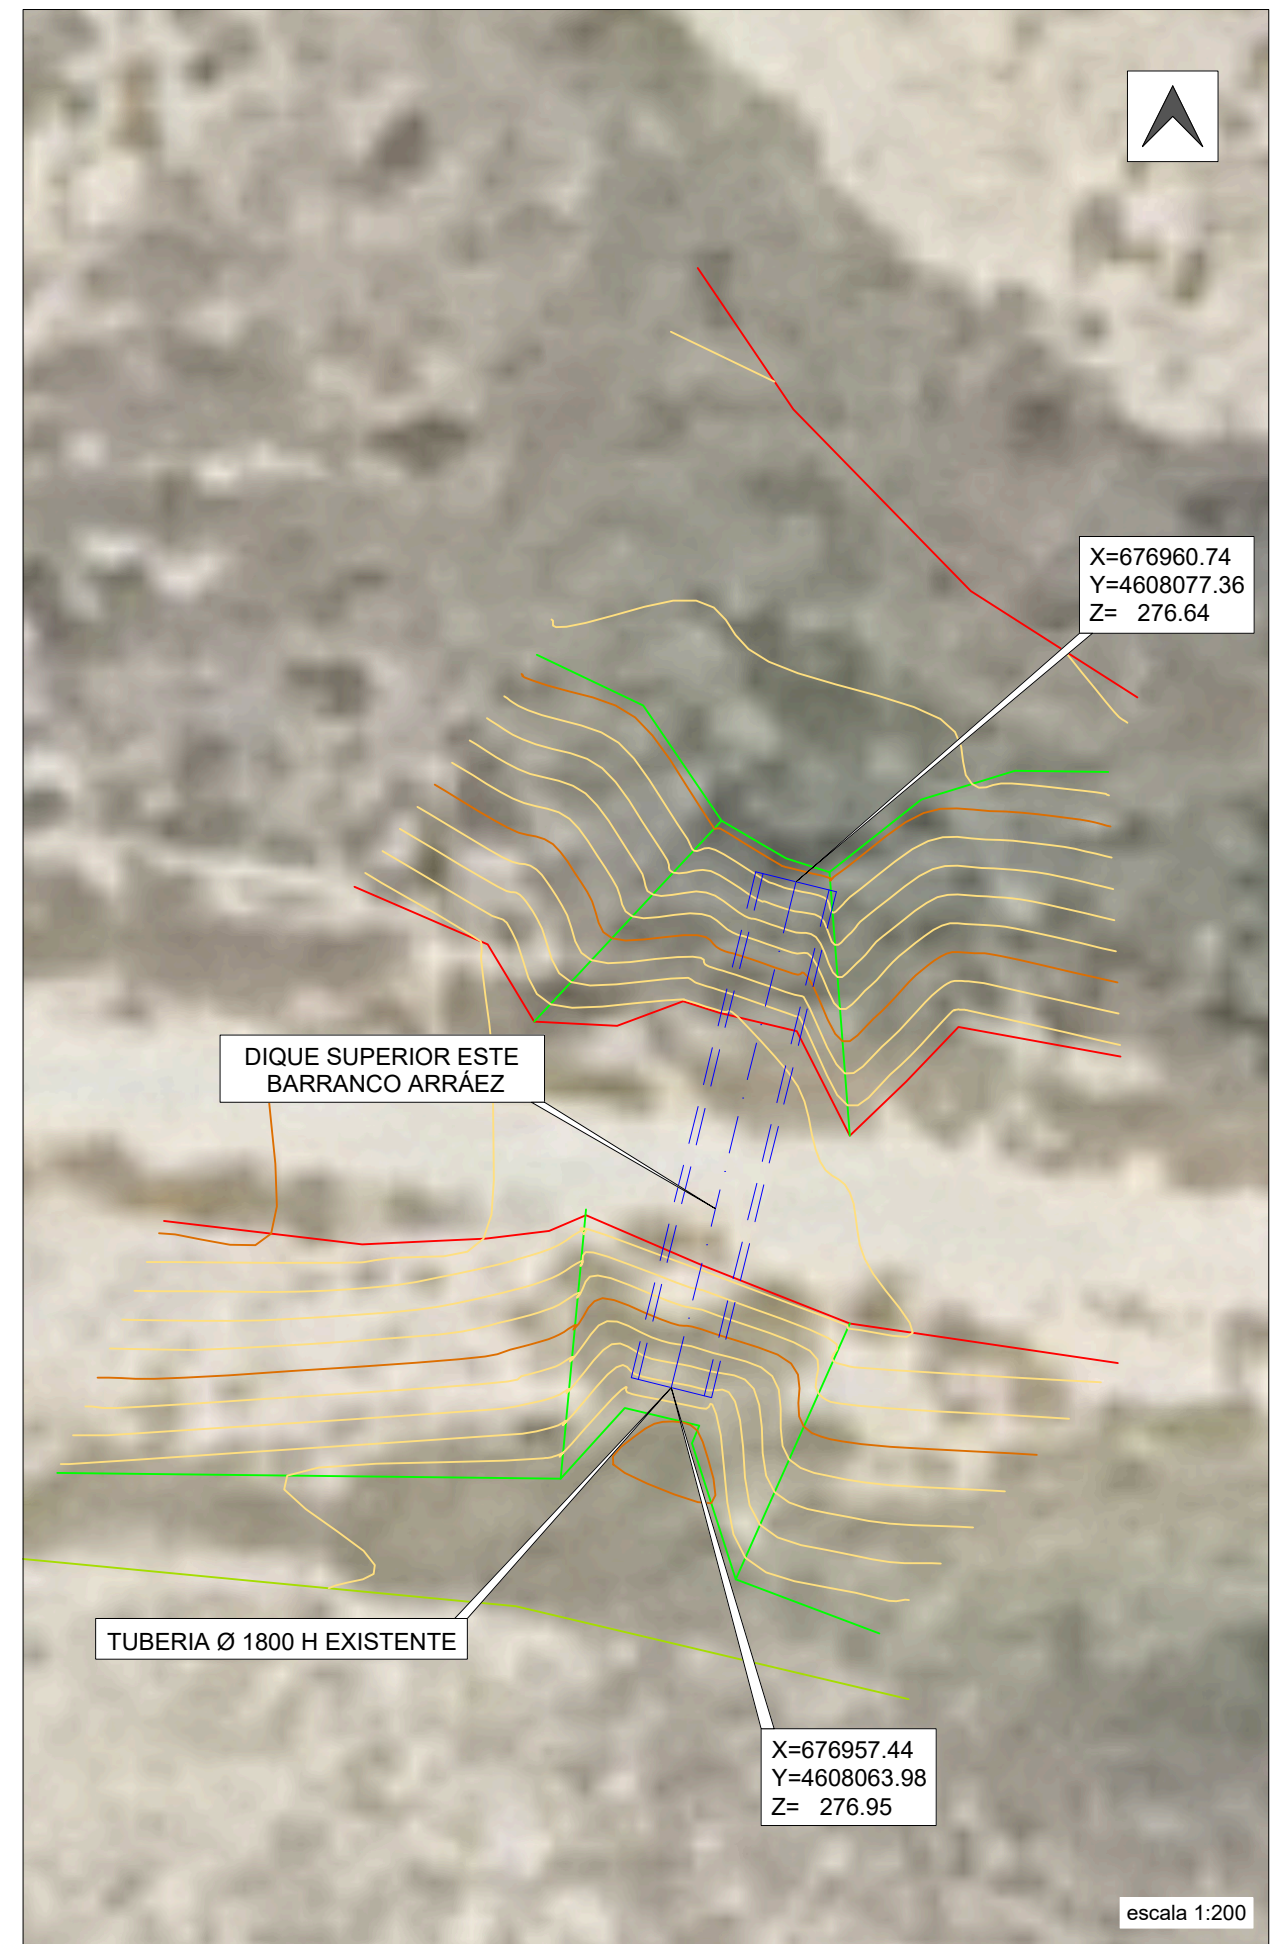 X=676960.74
Y=4608077.36
Z= 276.64
DIQUE SUPERIOR ESTE
BARRANCO ARRÁEZ
TUBERIA Ø 1800 H EXISTENTE
X=676957.44
Y=4608063.98
Z= 276.95
escala 1:200